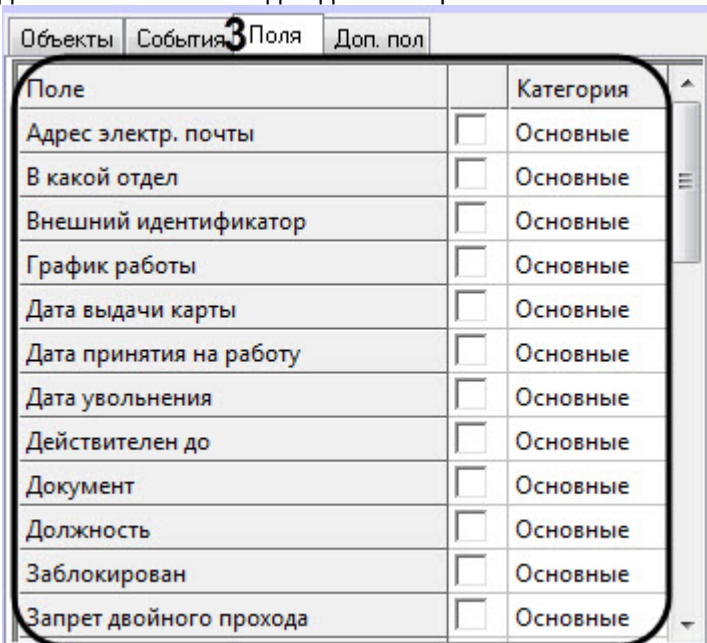 Объекты События 3 Поля Доп. пол
Поле Категория
Адрес электр. почты Основные
В какой отдел Основные
Внешний идентификатор Основные
График работы Основные
Дата выдачи карты Основные
Дата принятия на работу Основные
Дата увольнения Основные
Действителен до Основные
Документ Основные
Должность Основные
Заблокирован Основные
Запрет двойного прохода Основные